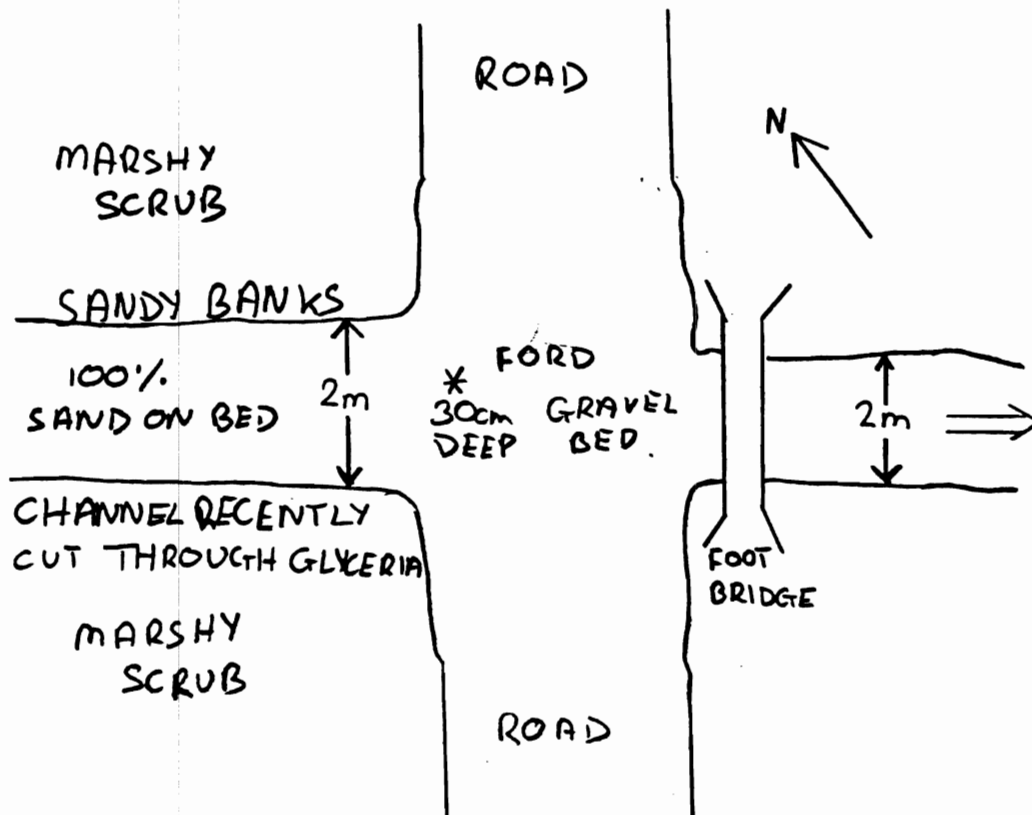 ROAD
N
MARSHY
SCRUB
SANDY BANKS
100%
SAND ON BED
2m
FORD
*
30cm GRAVEL
DEEP BED.
2m
CHANNEL RECENTLY
CUT THROUGH GLYCERIA
FOOT
BRIDGE
MARSHY
SCRUB
ROAD